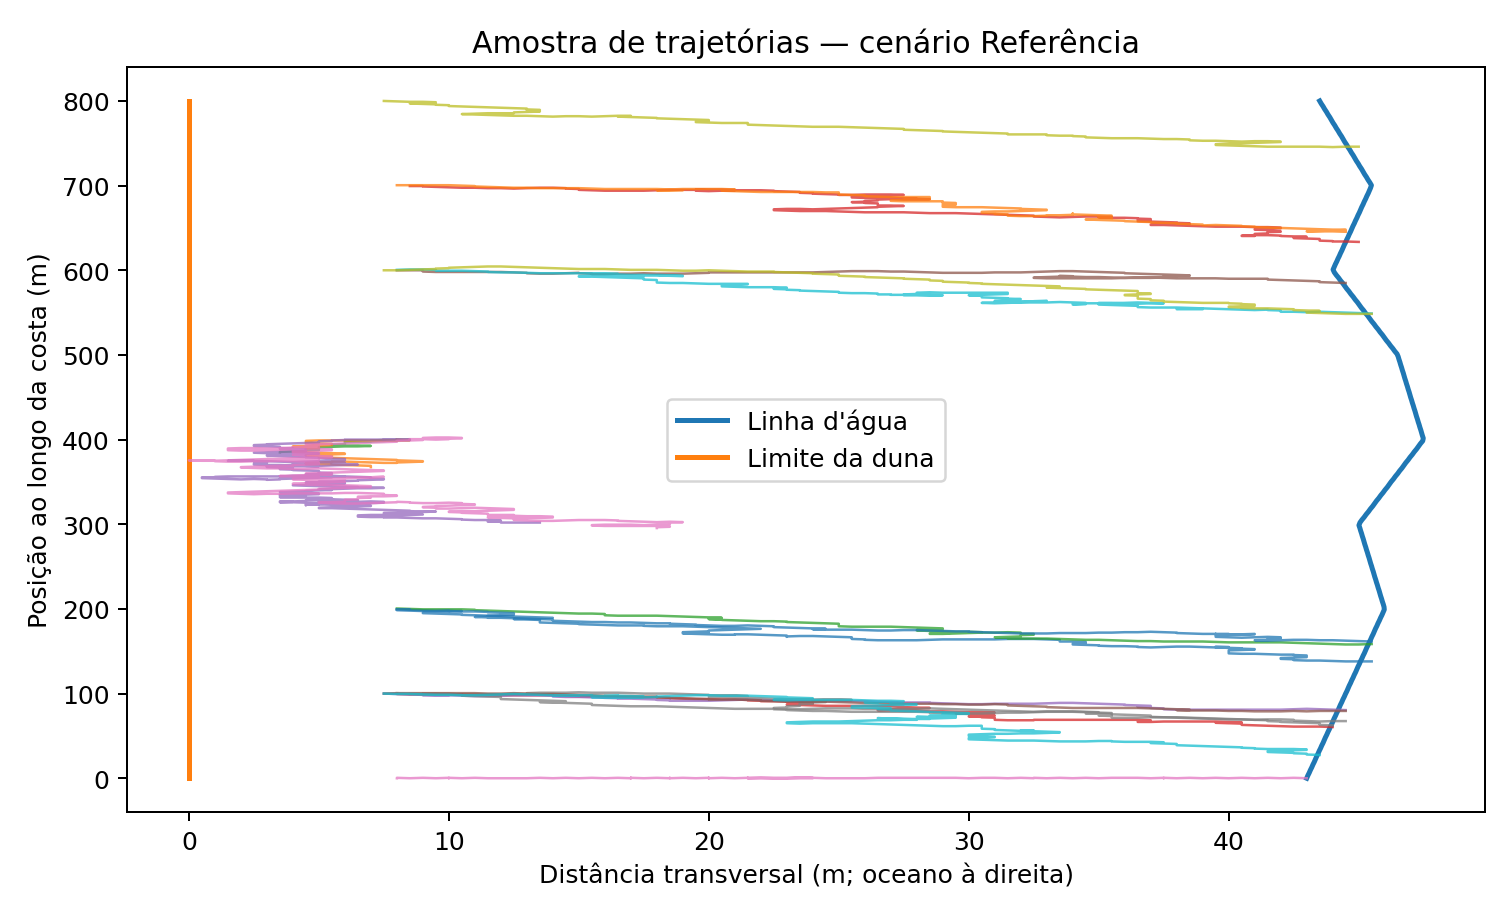 Amostra de trajetórias — cenário Referência
Posição ao longo da costa (m)
800
700
600
500
400
300
200
100
0
Linha d'água
Limite da duna
0
10
20
30
40
Distância transversal (m; oceano à direita)